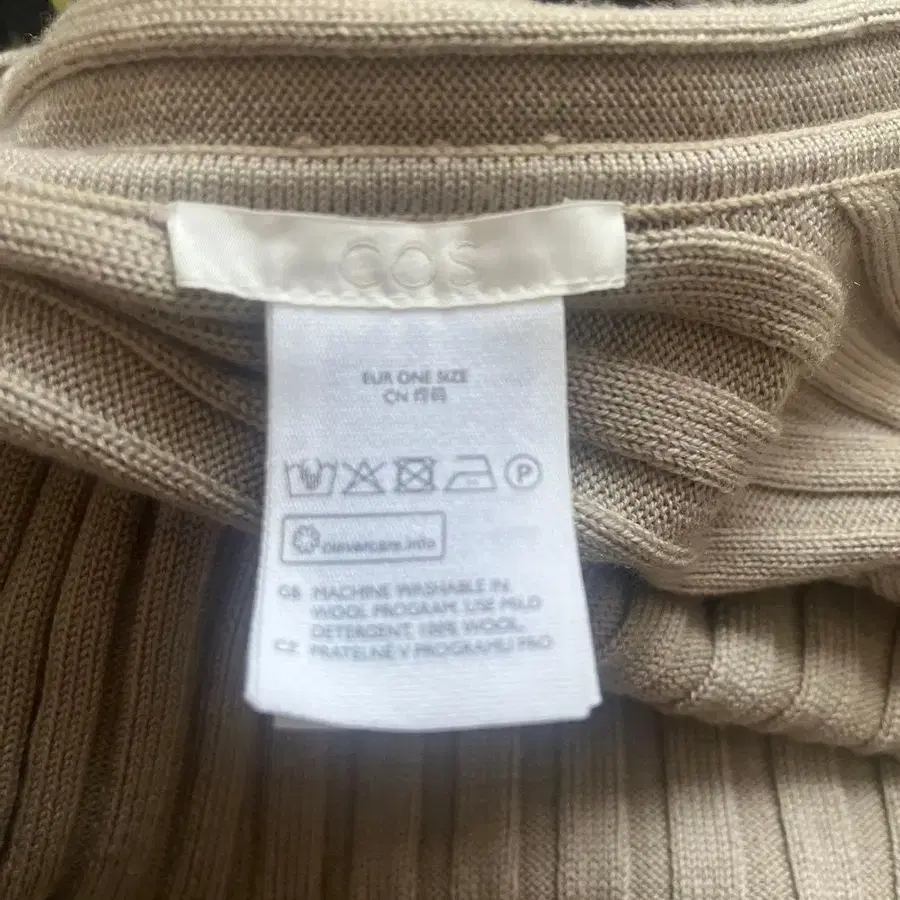 COS
EUR ONE SIZE
CN 均码
P
clevercare.info
GB MACHINE WASHABLE IN
WOOL PROGRAM. USE MILD
DETERGENT. 100% WOOL.
CZ PRATELNÉ V PROGRAMU PRO